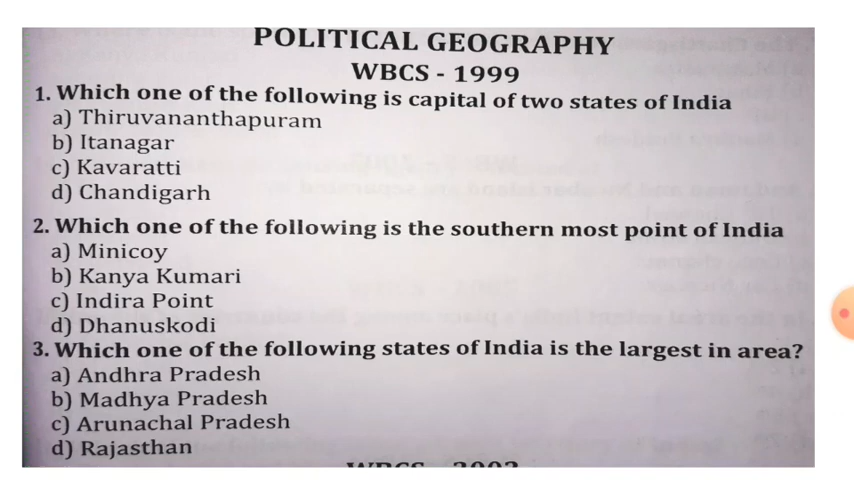 POLITICAL GEOGRAPHY
WBCS - 1999
1. Which one of the following is capital of two states of India
a) Thiruvananthapuram
b) Itanagar
c) Kavaratti
d) Chandigarh
2. Which one of the following is the southern most point of India
a) Minicoy
b) Kanya Kumari
c) Indira Point
d) Dhanuskodi
3. Which one of the following states of India is the largest in area?
a) Andhra Pradesh
b) Madhya Pradesh
c) Arunachal Pradesh
d) Rajasthan